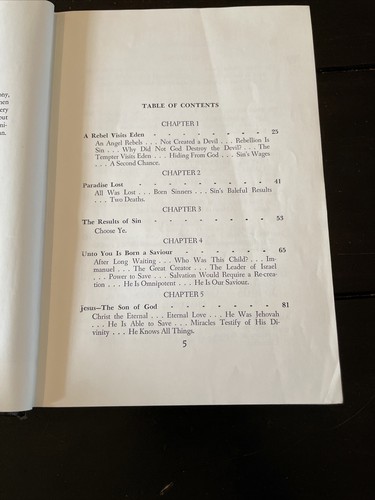 ony,
men
ery
out
mi-
an.
TABLE OF CONTENTS
CHAPTER 1
A Rebel Visits Eden - - - - - - - - 25
An Angel Rebels . . . Not Created a Devil . . . Rebellion Is
Sin . . . Why Did Not God Destroy the Devil? . . . The
Tempter Visits Eden . . . Hiding From God . . . Sin's Wages
. . . A Second Chance.
CHAPTER 2
Paradise Lost - - - - - - - - - 41
All Was Lost . . . Born Sinners . . . Sin's Baleful Results
. . . Two Deaths.
CHAPTER 3
The Results of Sin - - - - - - - - 53
Choose Ye.
CHAPTER 4
Unto You Is Born a Saviour - - - - - - 65
After Long Waiting . . . Who Was This Child? . . . Im-
manuel . . . The Great Creator . . . The Leader of Israel
. . . Power to Save . . . Salvation Would Require a Re-crea-
tion . . . He is Omnipotent . . . He Is Our Saviour.
CHAPTER 5
jesus—The Son of God - - - - - - - 81
Christ the Eternal . . . Eternal Love . . . He Was Jehovah
. . . He Is Able to Save . . . Miracles Testify of His Di-
vinity . . . He Knows All Things.
5